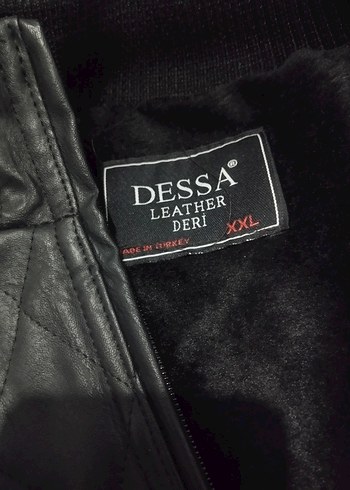 DESSA®
LEATHER
DERİ
XXL
MADE IN TURKEY